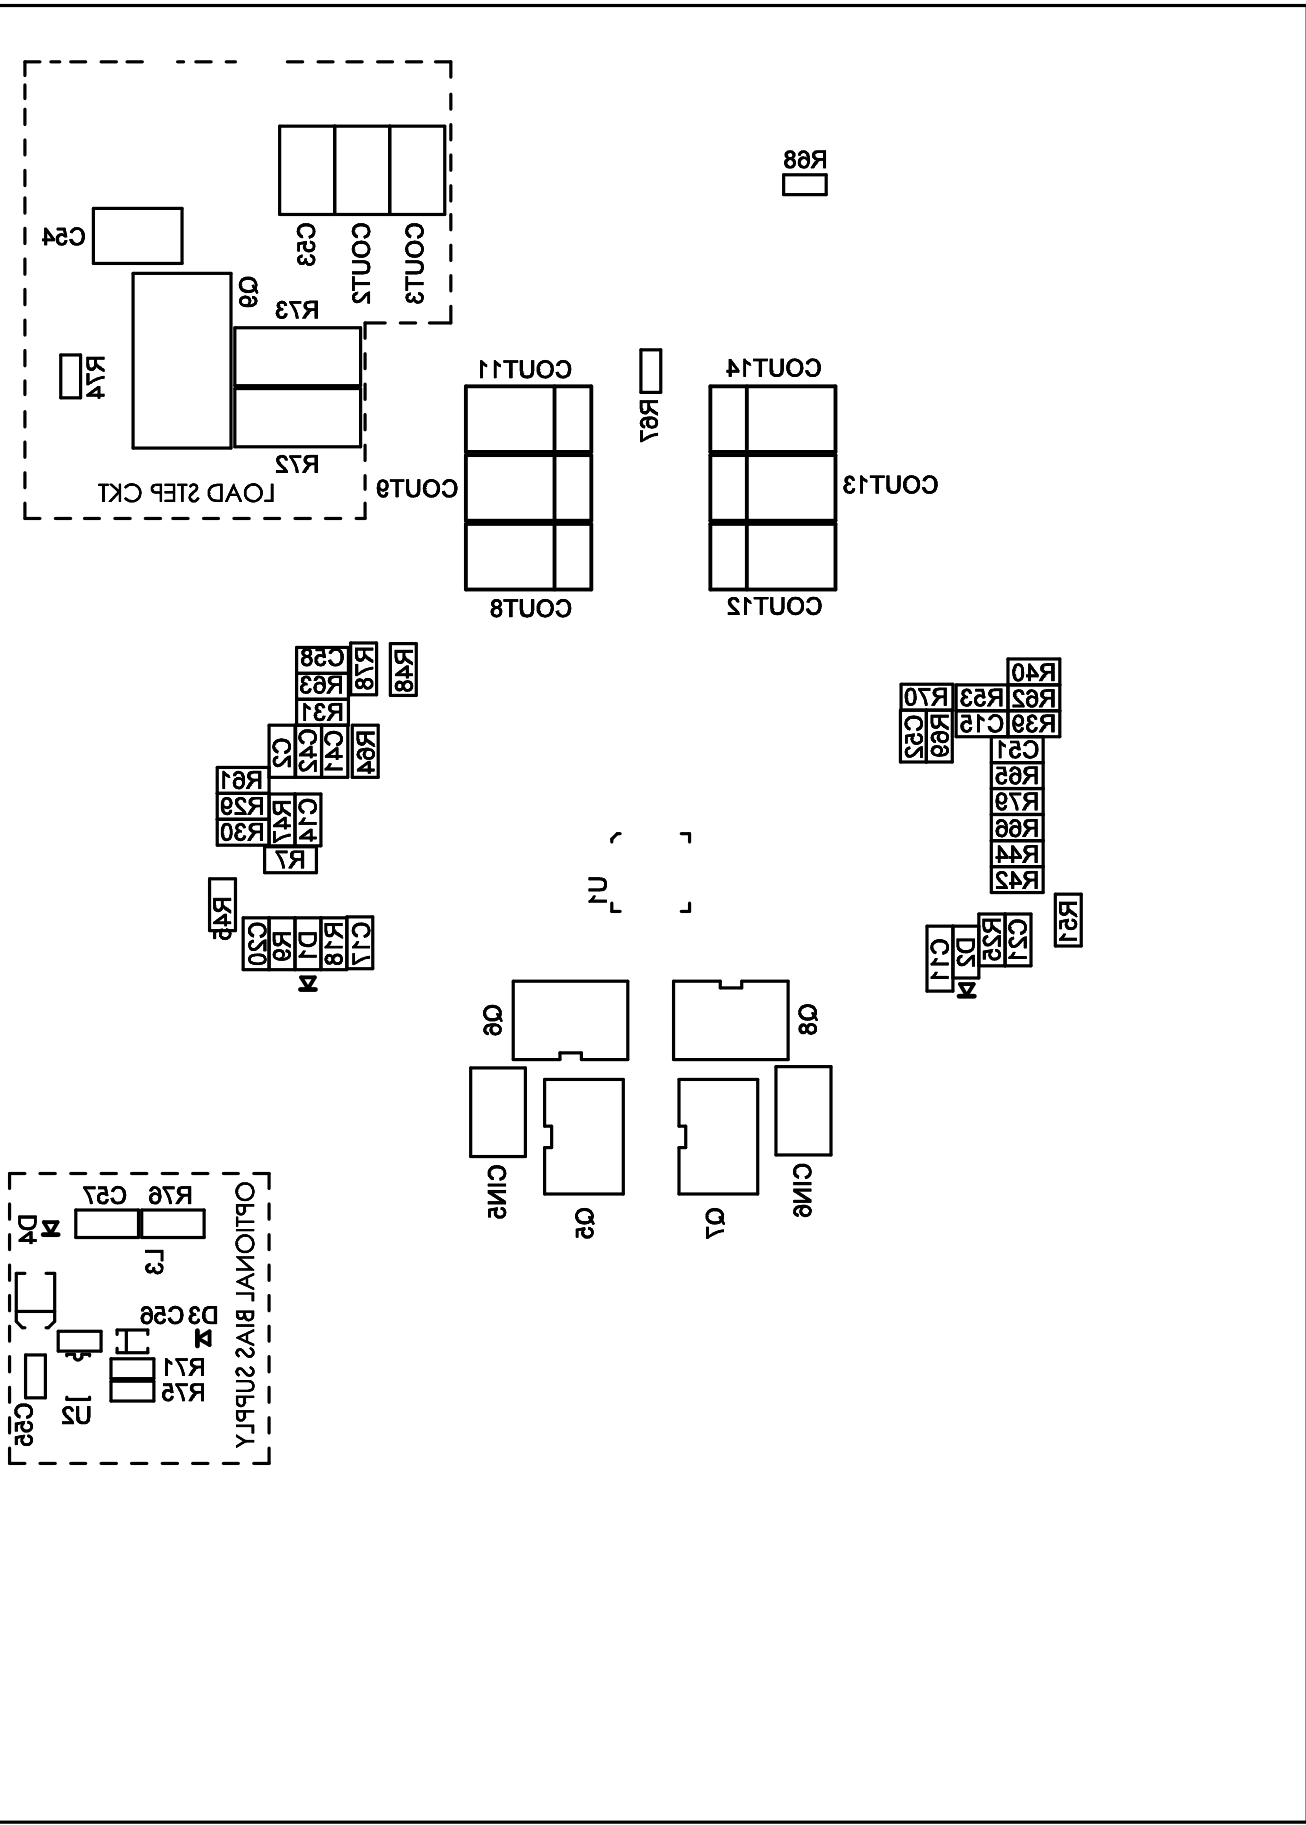 R68
C54
C53
COUT2
COUT3
Q9
R73
R74
R72
LOAD STEP CKT
COUT11
R67
COUT14
COUT9
COUT13
COUT8
COUT12
C58
R63
R31
R78
R48
C2
C42
C41
R64
R61
R29
R30
R47
C14
R7
R45
C20
R9
D1
R18
C17
R40
R70
R53
R62
C52
R69
C15
R39
C51
R65
R79
R66
R44
R42
U1
R51
C11
D2
R25
C21
Q6
Q8
CIN5
Q5
Q7
CIN6
C57
R76
D4
L3
OPTIONAL BIAS SUPPLY
C56
D3
R71
R75
U2
C55